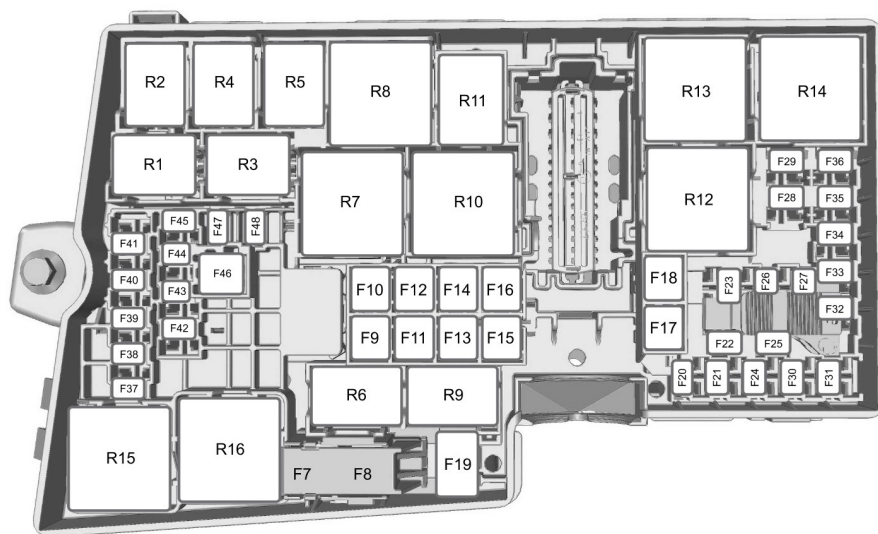 R2 R4 R5 R8 R11 R13 R14
R1 R3 R7 R10 R12 F29 F36
F28 F35
F45 F47 F48 F34
F41 F44 F46 F10 F12 F14 F16 F18 F23 F26 F27 F33
F40 F43
F39 F42 F9 F11 F13 F15 F17 F32
F38 F22 F25
F37 R6 R9 F20 F21 F24 F30 F31
R15 R16 F7 F8 F19